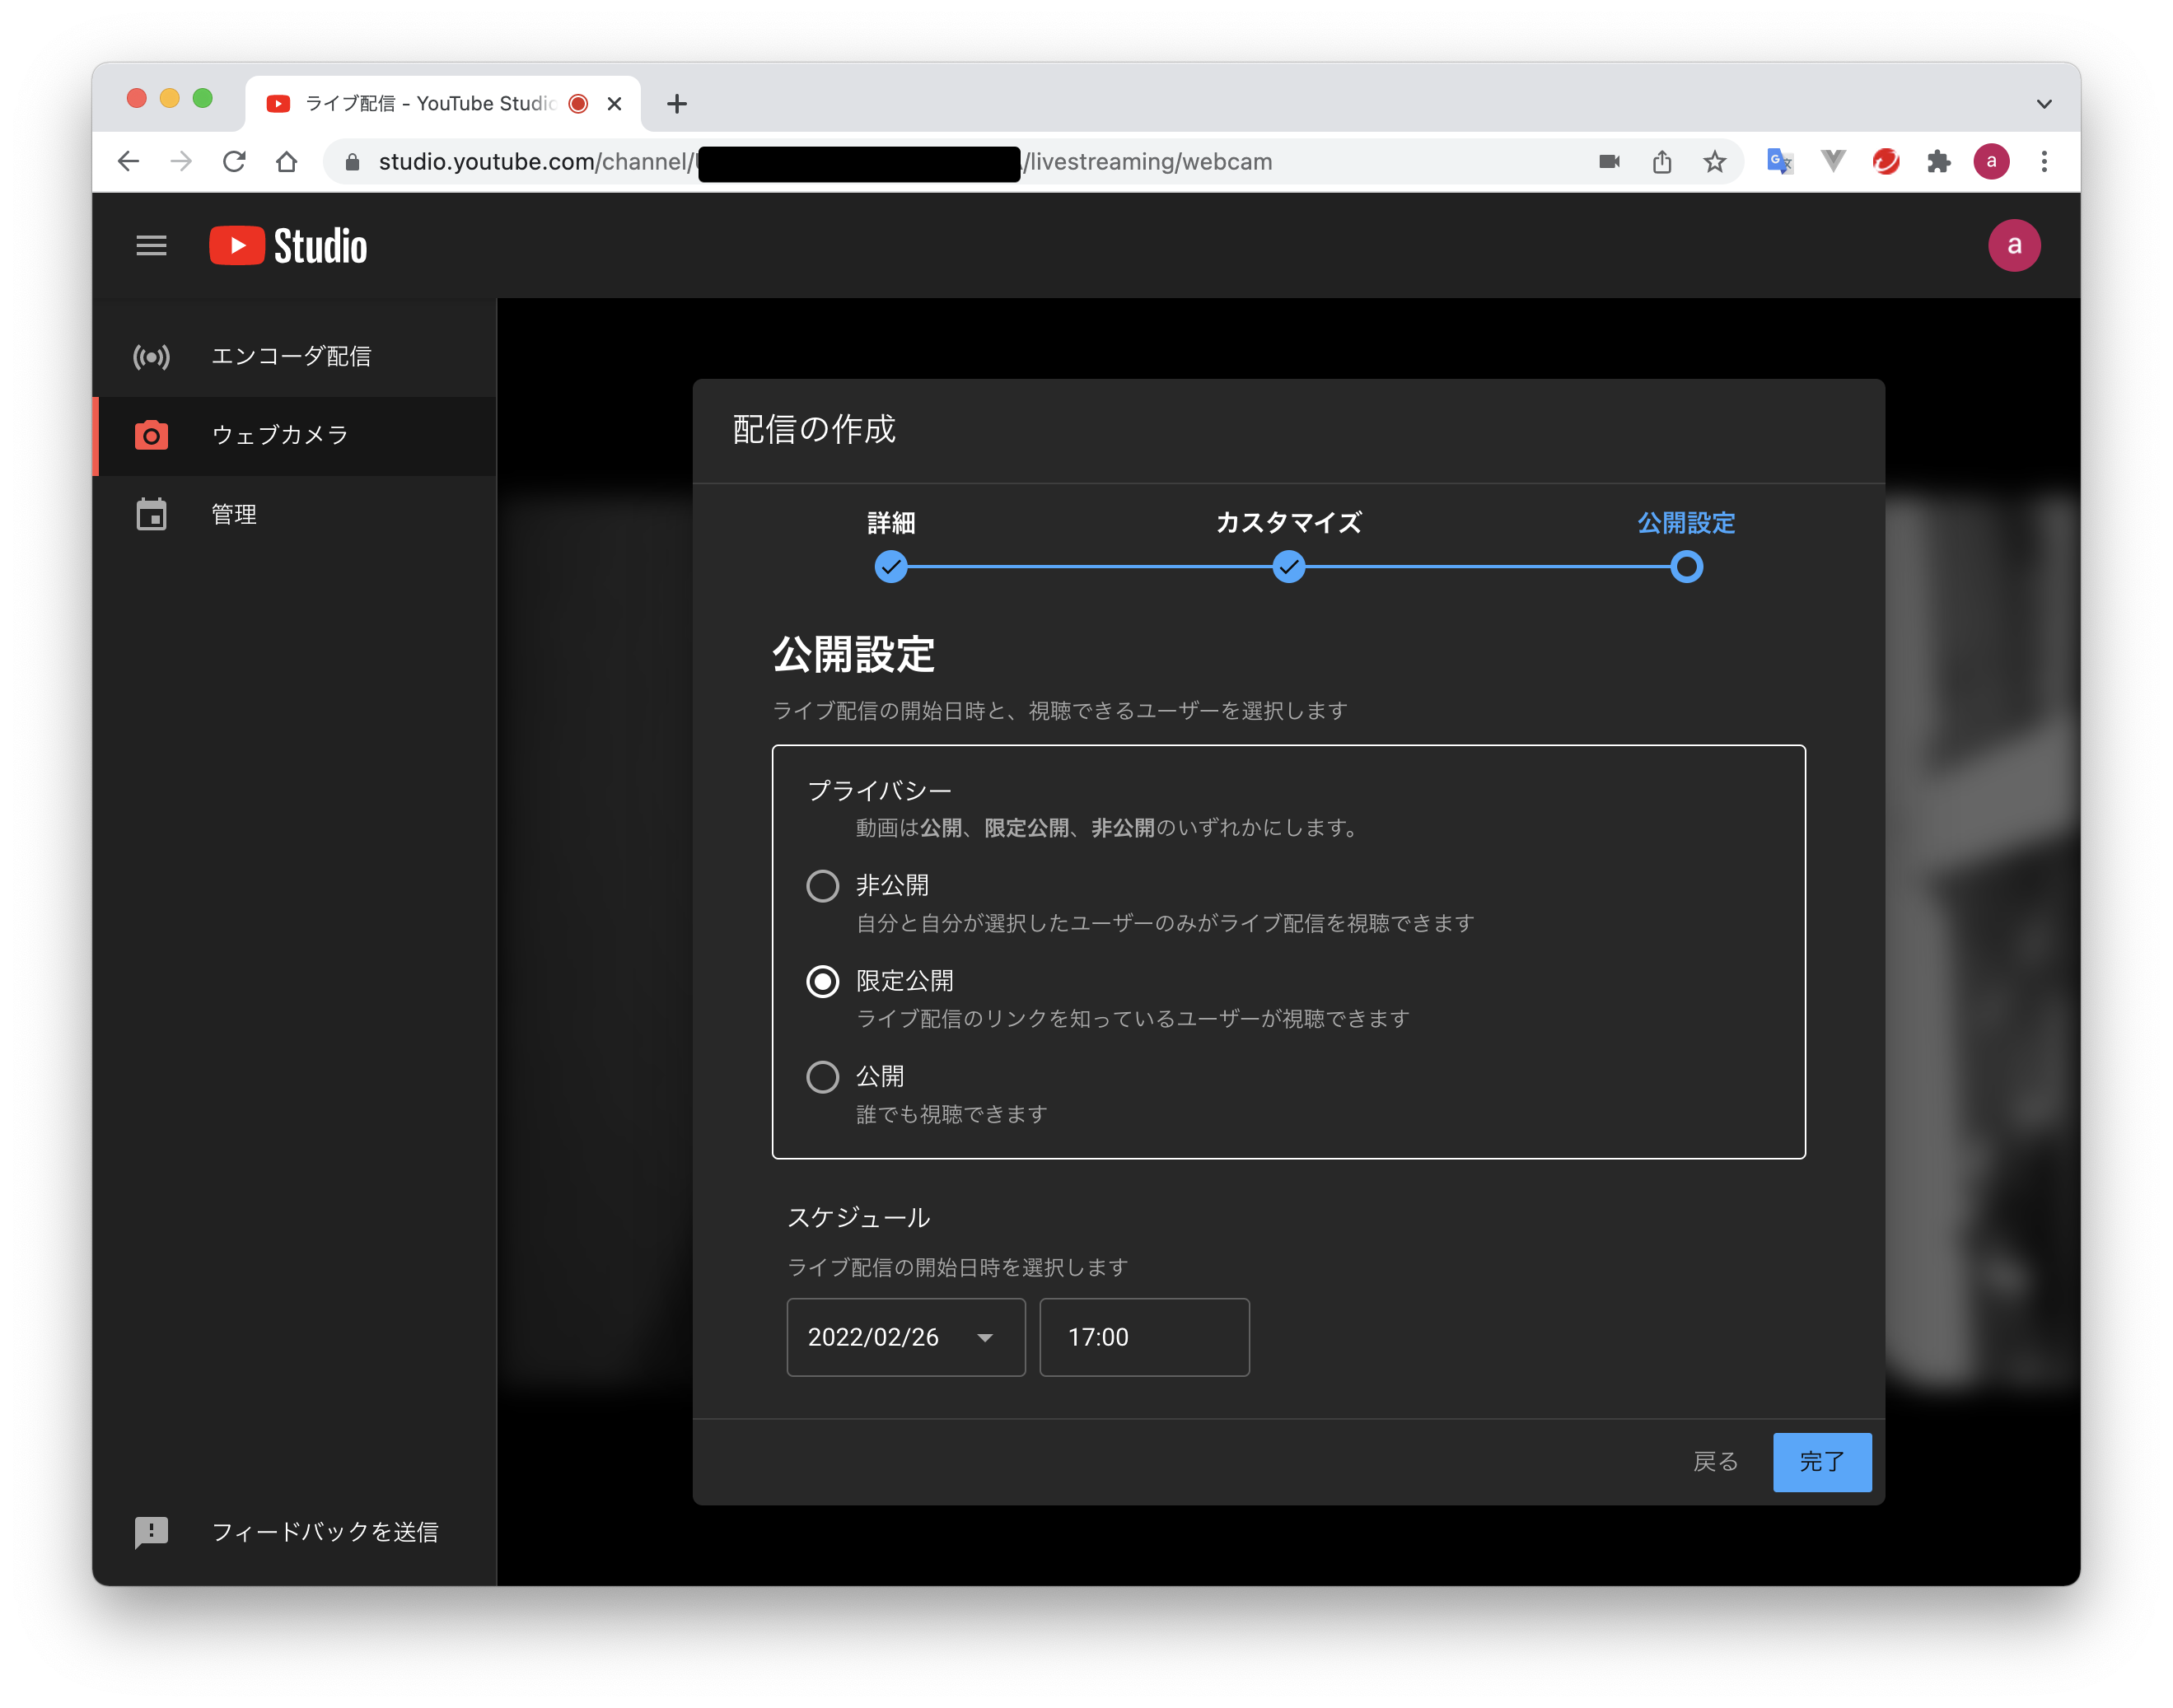 ライブ配信 - YouTube Studio
studio.youtube.com/channel/ /livestreaming/webcam
a
Studio
a
エンコーダ配信
ウェブカメラ
管理
フィードバックを送信
配信の作成
詳細 カスタマイズ 公開設定
公開設定
ライブ配信の開始日時と、視聴できるユーザーを選択します
プライバシー
動画は公開、限定公開、非公開のいずれかにします。
非公開
自分と自分が選択したユーザーのみがライブ配信を視聴できます
限定公開
ライブ配信のリンクを知っているユーザーが視聴できます
公開
誰でも視聴できます
スケジュール
ライブ配信の開始日時を選択します
2022/02/26 17:00
戻る 完了